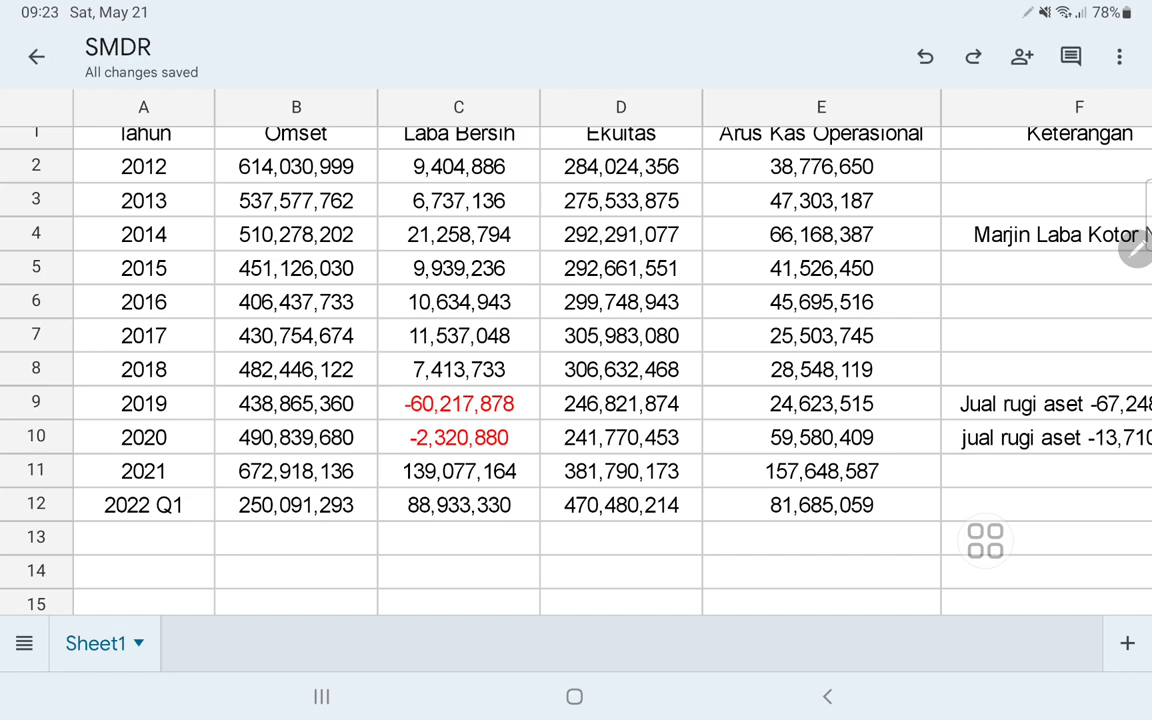 09:23 Sat, May 21 78%
SMDR
All changes saved
A B C D E F
1 Tahun Omset Laba Bersih Ekuitas Arus Kas Operasional Keterangan
2 2012 614,030,999 9,404,886 284,024,356 38,776,650
3 2013 537,577,762 6,737,136 275,533,875 47,303,187
4 2014 510,278,202 21,258,794 292,291,077 66,168,387 Marjin Laba Kotor
5 2015 451,126,030 9,939,236 292,661,551 41,526,450
6 2016 406,437,733 10,634,943 299,748,943 45,695,516
7 2017 430,754,674 11,537,048 305,983,080 25,503,745
8 2018 482,446,122 7,413,733 306,632,468 28,548,119
9 2019 438,865,360 -60,217,878 246,821,874 24,623,515 Jual rugi aset -67,248
10 2020 490,839,680 -2,320,880 241,770,453 59,580,409 jual rugi aset -13,710
11 2021 672,918,136 139,077,164 381,790,173 157,648,587
12 2022 Q1 250,091,293 88,933,330 470,480,214 81,685,059
13
14
15
Sheet1